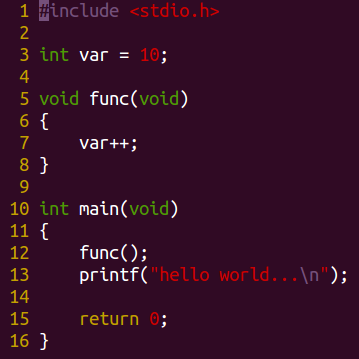 1 #include <stdio.h>
2
3 int var = 10;
4
5 void func(void)
6 {
7     var++;
8 }
9
10 int main(void)
11 {
12     func();
13     printf("hello world...\n");
14
15     return 0;
16 }